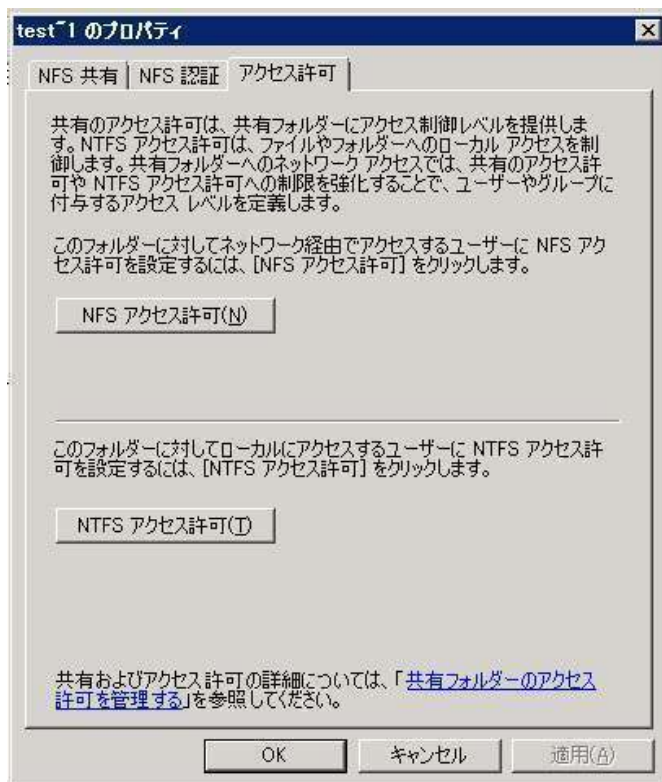 test~1 のプロパティ
NFS 共有 NFS 認証 アクセス許可
共有のアクセス許可は、共有フォルダーにアクセス制御レベルを提供しま
す。NTFS アクセス許可は、ファイルやフォルダーへのローカル アクセスを制
御します。共有フォルダーへのネットワーク アクセスでは、共有のアクセス許
可や NTFS アクセス許可への制限を強化することで、ユーザーやグループに
付与するアクセス レベルを定義します。
このフォルダーに対してネットワーク経由でアクセスするユーザーに NFS アク
セス許可を設定するには、[NFS アクセス許可] をクリックします。
NFS アクセス許可(N)
このフォルダーに対してローカルにアクセスするユーザーに NTFS アクセス許
可を設定するには、[NTFS アクセス許可] をクリックします。
NTFS アクセス許可(T)
共有およびアクセス許可の詳細については、「共有フォルダーのアクセス
許可を管理する」を参照してください。
OK キャンセル 適用(A)